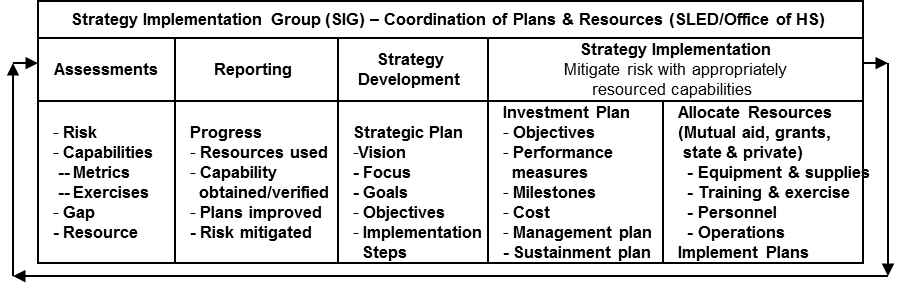 Strategy Implementation Group (SIG) – Coordination of Plans & Resources (SLED/Office of HS)
Assessments
Reporting
Strategy
Development
Strategy Implementation
Mitigate risk with appropriately
resourced capabilities
- Risk
- Capabilities
-- Metrics
-- Exercises
- Gap
- Resource
Progress
- Resources used
- Capability
obtained/verified
- Plans improved
- Risk mitigated
Strategic Plan
-Vision
- Focus
- Goals
- Objectives
- Implementation
Steps
Investment Plan
- Objectives
- Performance
measures
- Milestones
- Cost
- Management plan
- Sustainment plan
Allocate Resources
(Mutual aid, grants,
state & private)
- Equipment & supplies
- Training & exercise
- Personnel
- Operations
Implement Plans